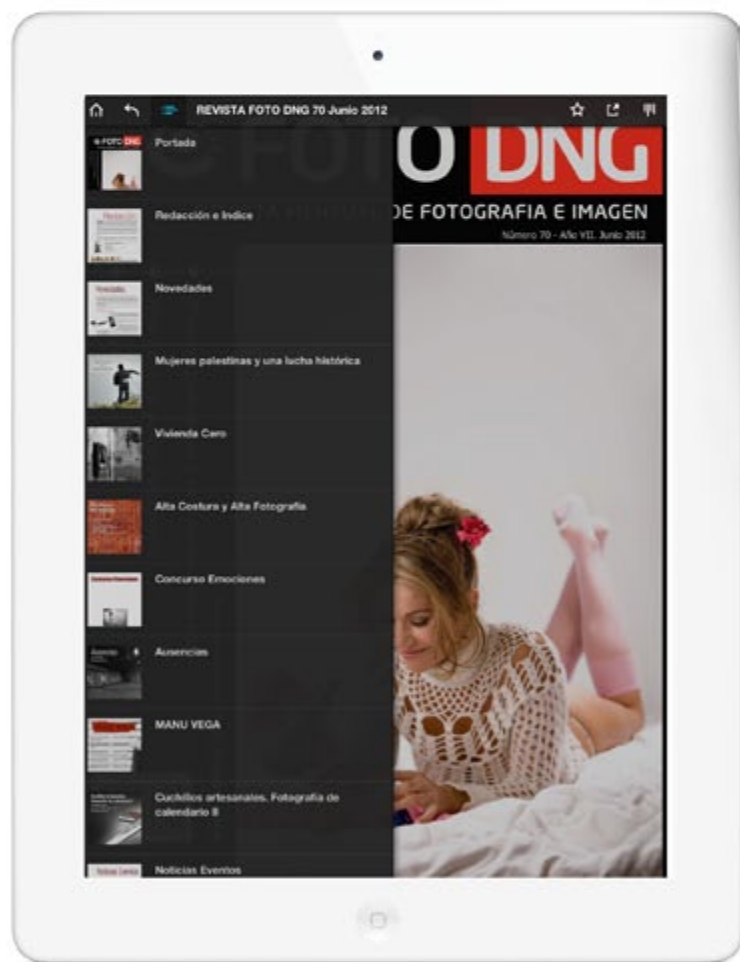 REVISTA FOTO DNG 70 Junio 2012
FOTO DNG
DE FOTOGRAFIA E IMAGEN
Número 70 - Año VII. Junio 2012
Portada
Redacción e Indice
Novedades
Mujeres palestinas y una lucha histórica
Vivienda Cero
Alta Costura y Alta Fotografía
Concurso Emociones
Ausencias
MANU VEGA
Cuchillos artesanales. Fotografía de
calendario II
Noticias Eventos